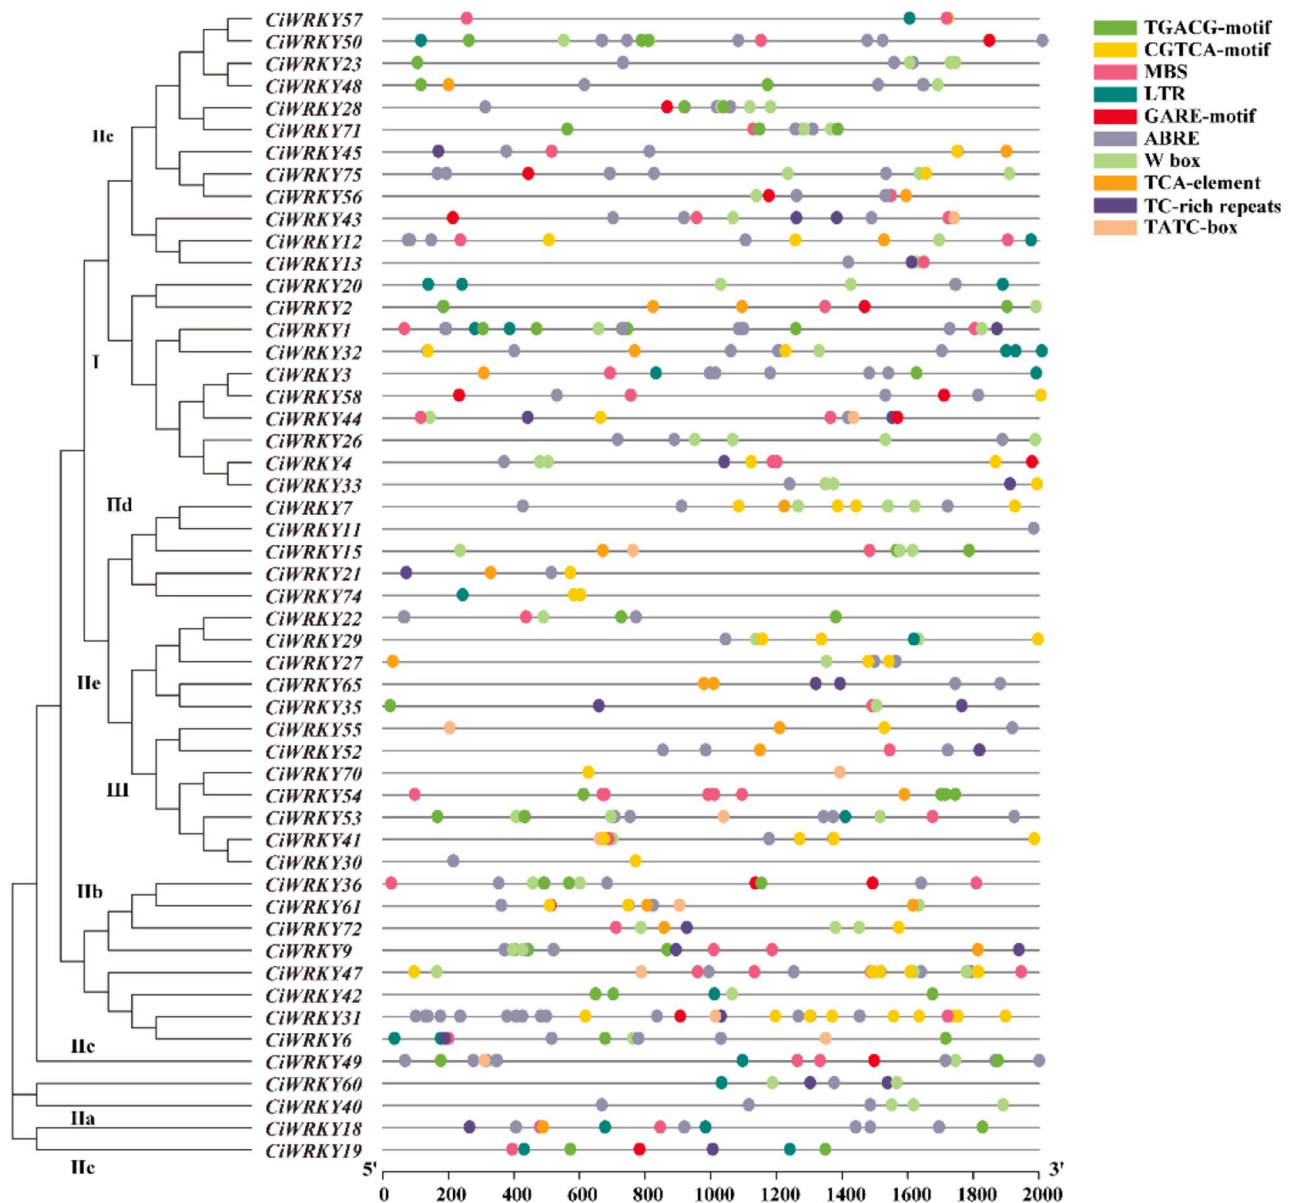 CiWRKY57
CiWRKY50
CiWRKY23
CiWRKY48
CiWRKY28
CiWRKY71
CiWRKY45
CiWRKY75
CiWRKY56
CiWRKY43
CiWRKY12
CiWRKY13
CiWRKY20
CiWRKY2
CiWRKY1
CiWRKY32
CiWRKY3
CiWRKY58
CiWRKY44
CiWRKY26
CiWRKY4
CiWRKY33
CiWRKY7
CiWRKY11
CiWRKY15
CiWRKY21
CiWRKY74
CiWRKY22
CiWRKY29
CiWRKY27
CiWRKY65
CiWRKY35
CiWRKY55
CiWRKY52
CiWRKY70
CiWRKY54
CiWRKY53
CiWRKY41
CiWRKY30
CiWRKY36
CiWRKY61
CiWRKY72
CiWRKY9
CiWRKY47
CiWRKY42
CiWRKY31
CiWRKY6
CiWRKY49
CiWRKY60
CiWRKY40
CiWRKY18
CiWRKY19
IIc
I
IId
IIe
III
IIb
IIc
IIa
IIc
5' 3'
0 200 400 600 800 1000 1200 1400 1600 1800 2000
TGACG-motif
CGTCA-motif
MBS
LTR
GARE-motif
ABRE
W box
TCA-element
TC-rich repeats
TATC-box